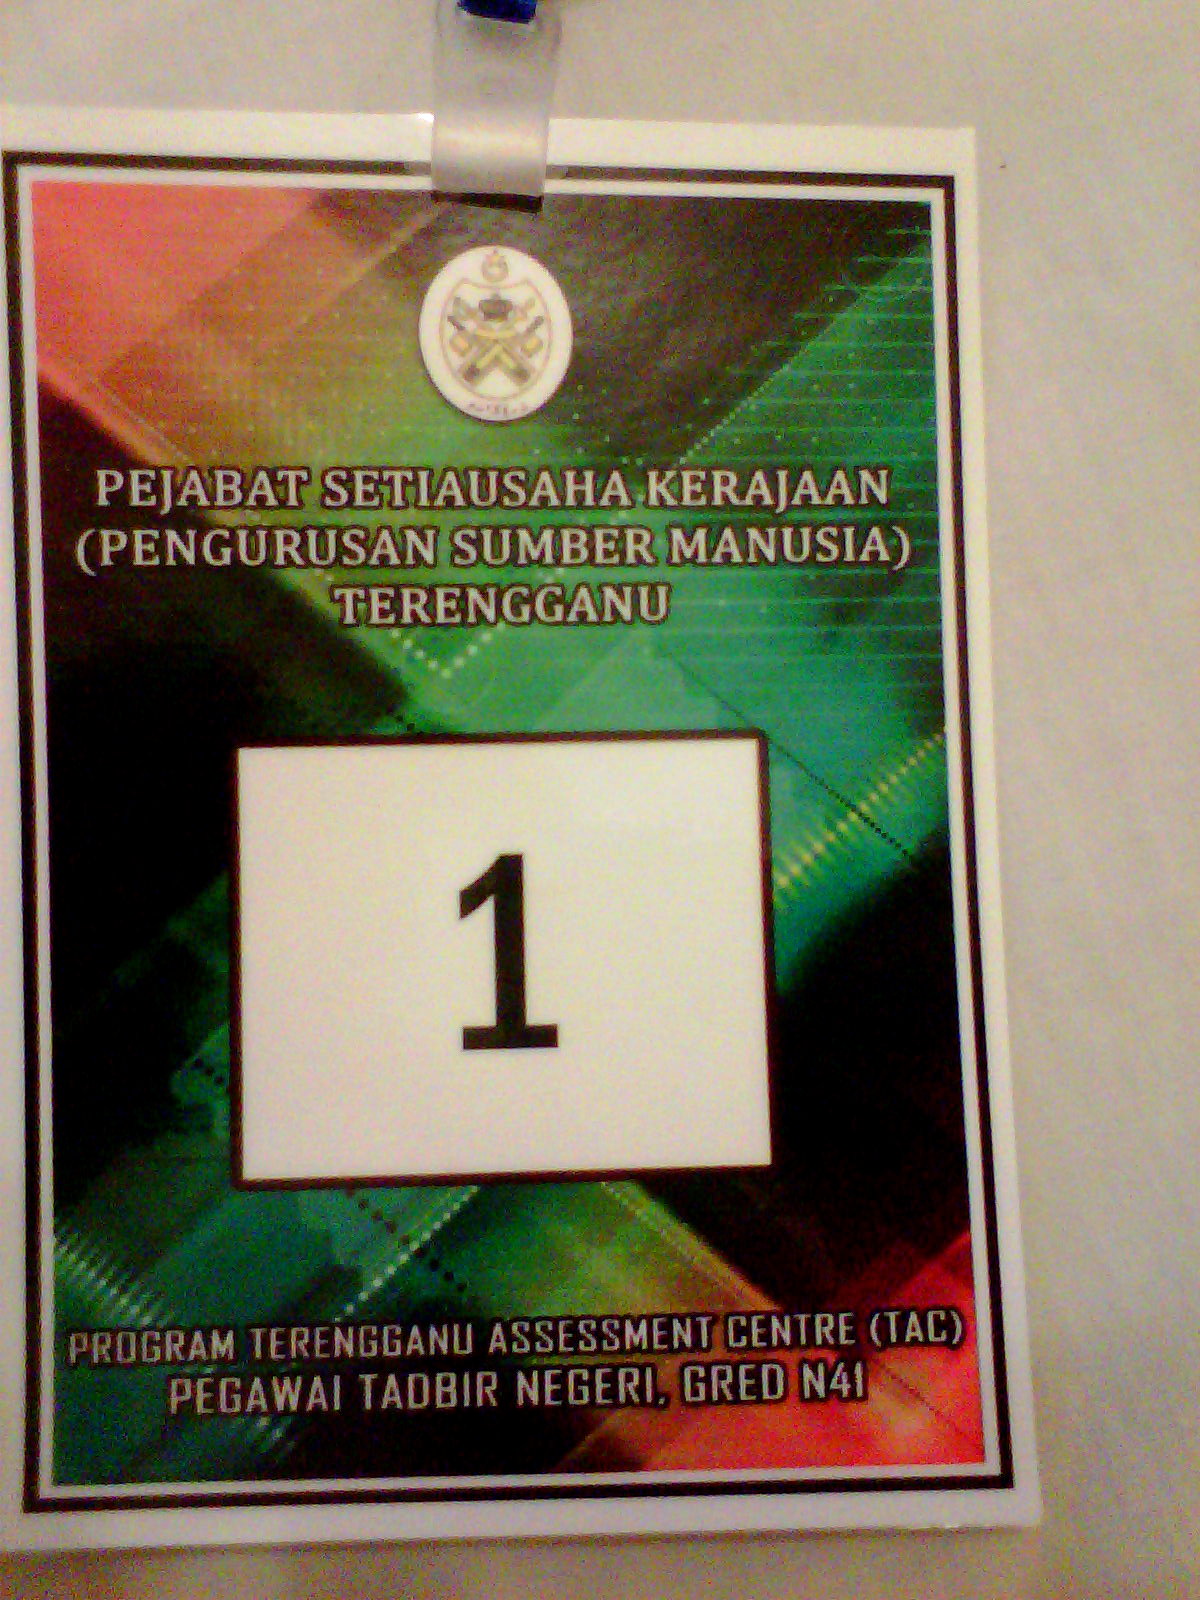 PEJABAT SETIAUSAHA KERAJAAN
(PENGURUSAN SUMBER MANUSIA)
TERENGGANU
1
PROGRAM TERENGGANU ASSESSMENT CENTRE (TAC)
PEGAWAI TADBIR NEGERI, GRED N41